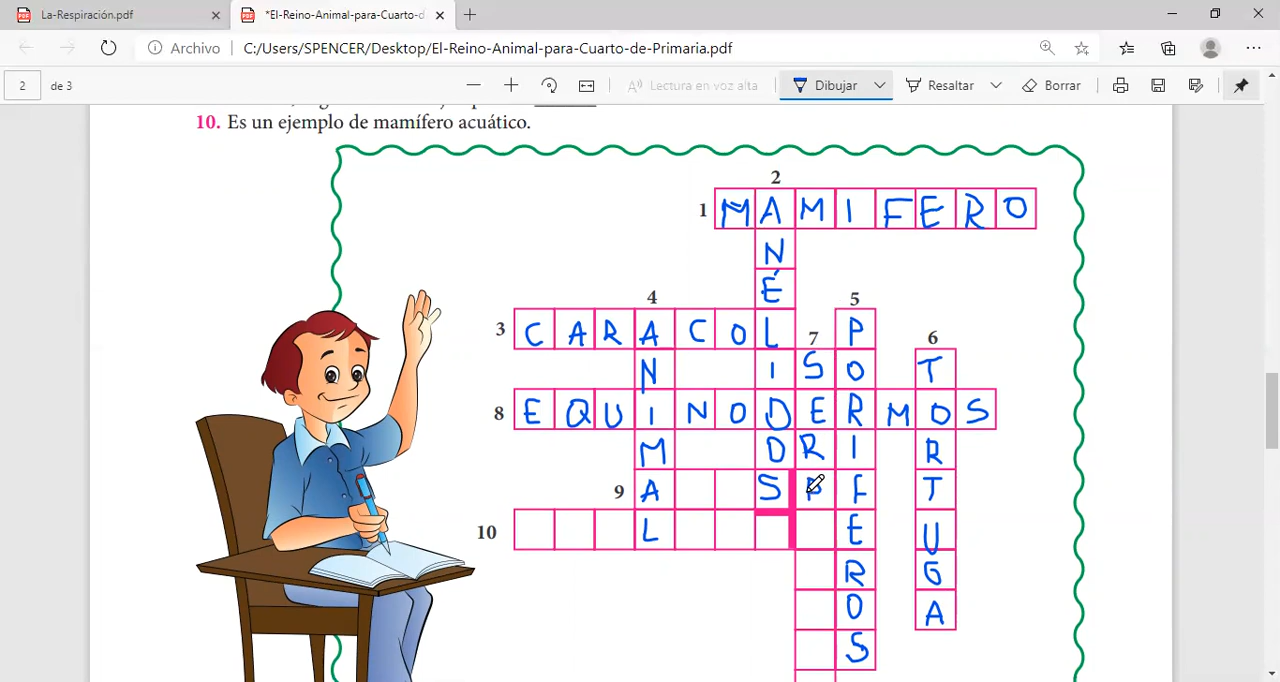 La-Respiración.pdf
*El-Reino-Animal-para-Cuarto-d
Archivo
C:/Users/SPENCER/Desktop/El-Reino-Animal-para-Cuarto-de-Primaria.pdf
2 de 3
Lectura en voz alta
Dibujar
Resaltar
Borrar
10. Es un ejemplo de mamífero acuático.
2
1 MAMIFERO
N
É
4 5
3 CARACOL 7 P 6
N I S O T
8 EQUINODDERMOS
M O R I R
9 A S P F T
10 L E U
R G
O A
S